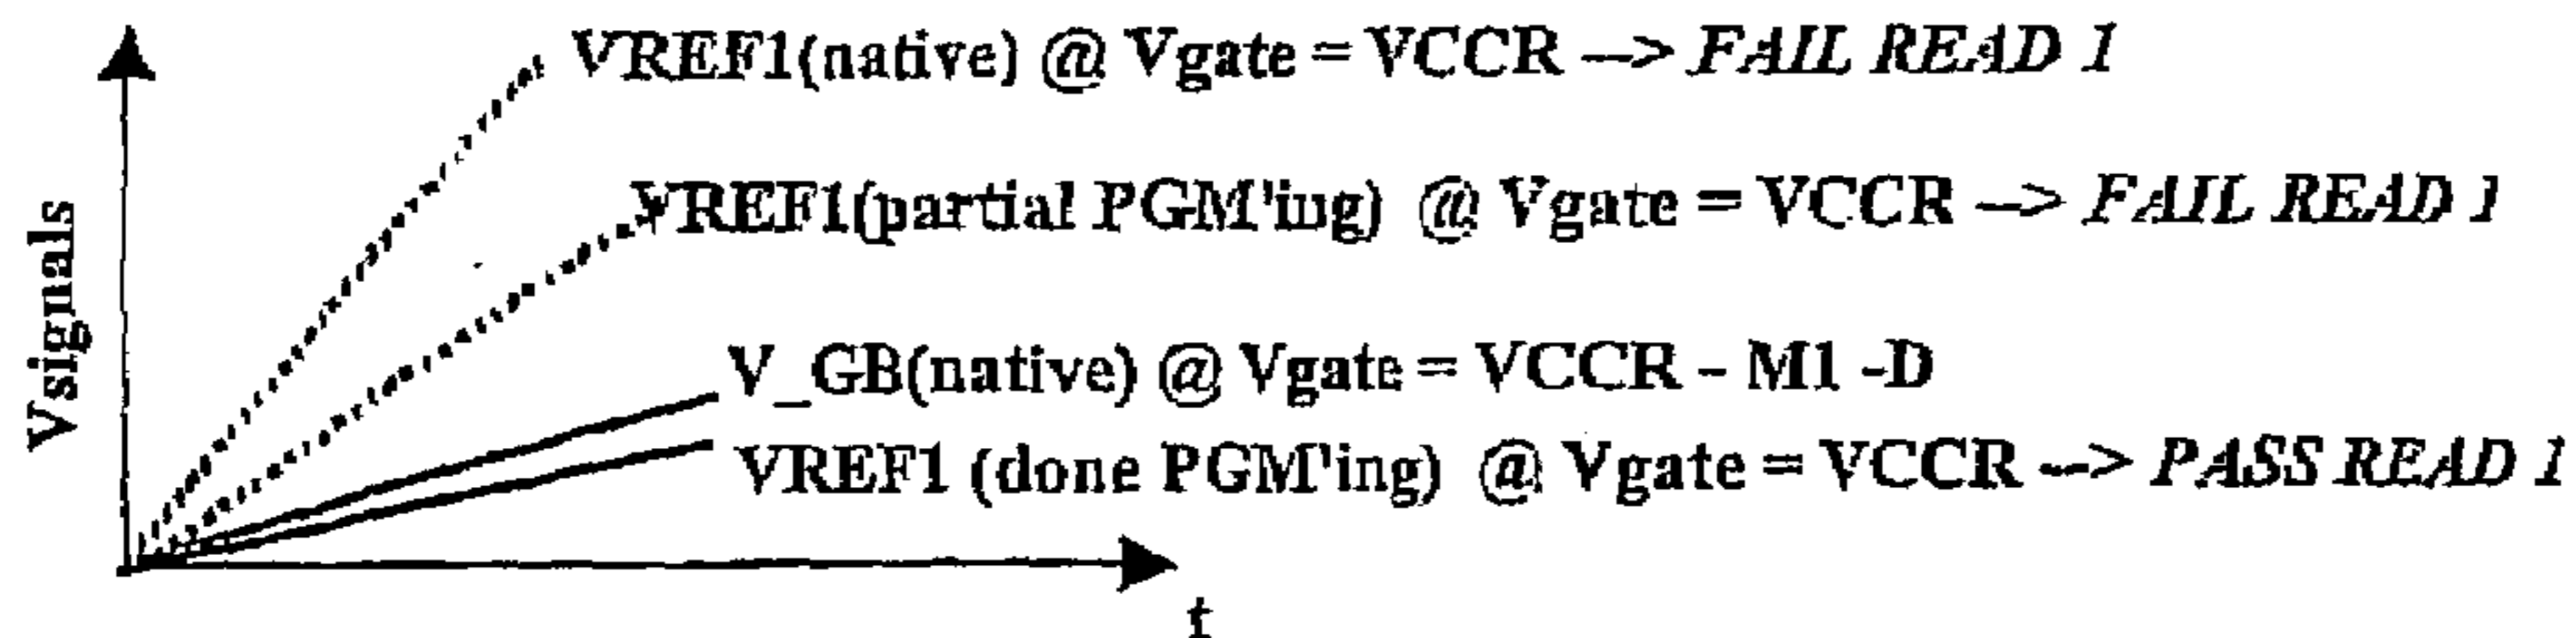 VREF1(native) @ Vgate = VCCR --> FAIL READ 1
VREF1(partial PGM'ing) @ Vgate = VCCR --> FAIL READ 1
V_GB(native) @ Vgate = VCCR - M1 -D
VREF1 (done PGM'ing) @ Vgate = VCCR --> PASS READ 1
Vsignals
t